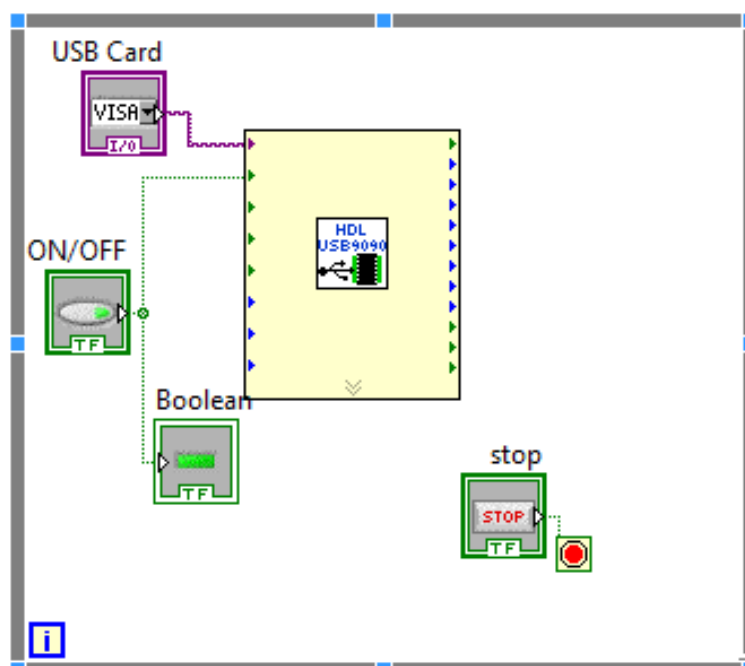 USB Card
VISA
I/O
HDL
USB9090
ON/OFF
TF
Boolean
TF
stop
STOP
TF
i